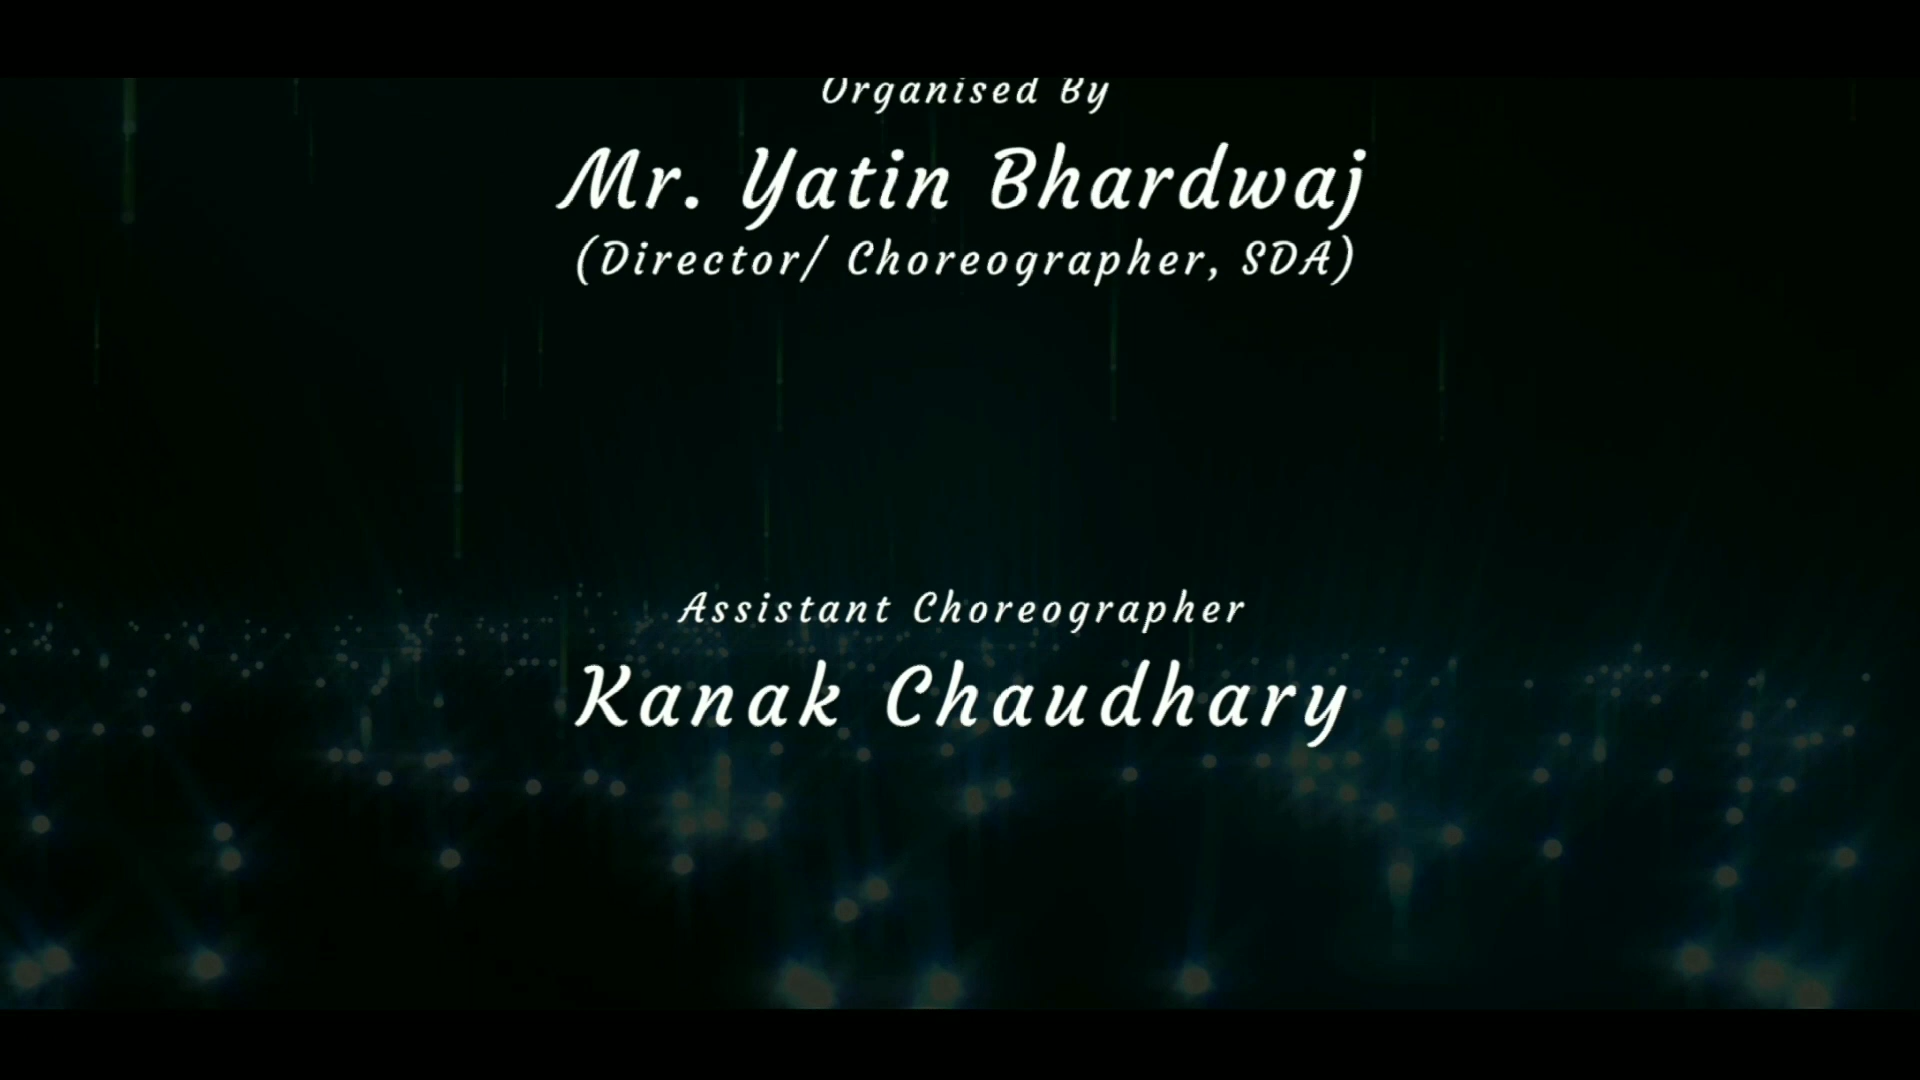 Organised By
Mr. Yatin Bhardwaj
(Director/ Choreographer, SDA)
Assistant Choreographer
Kanak Chaudhary